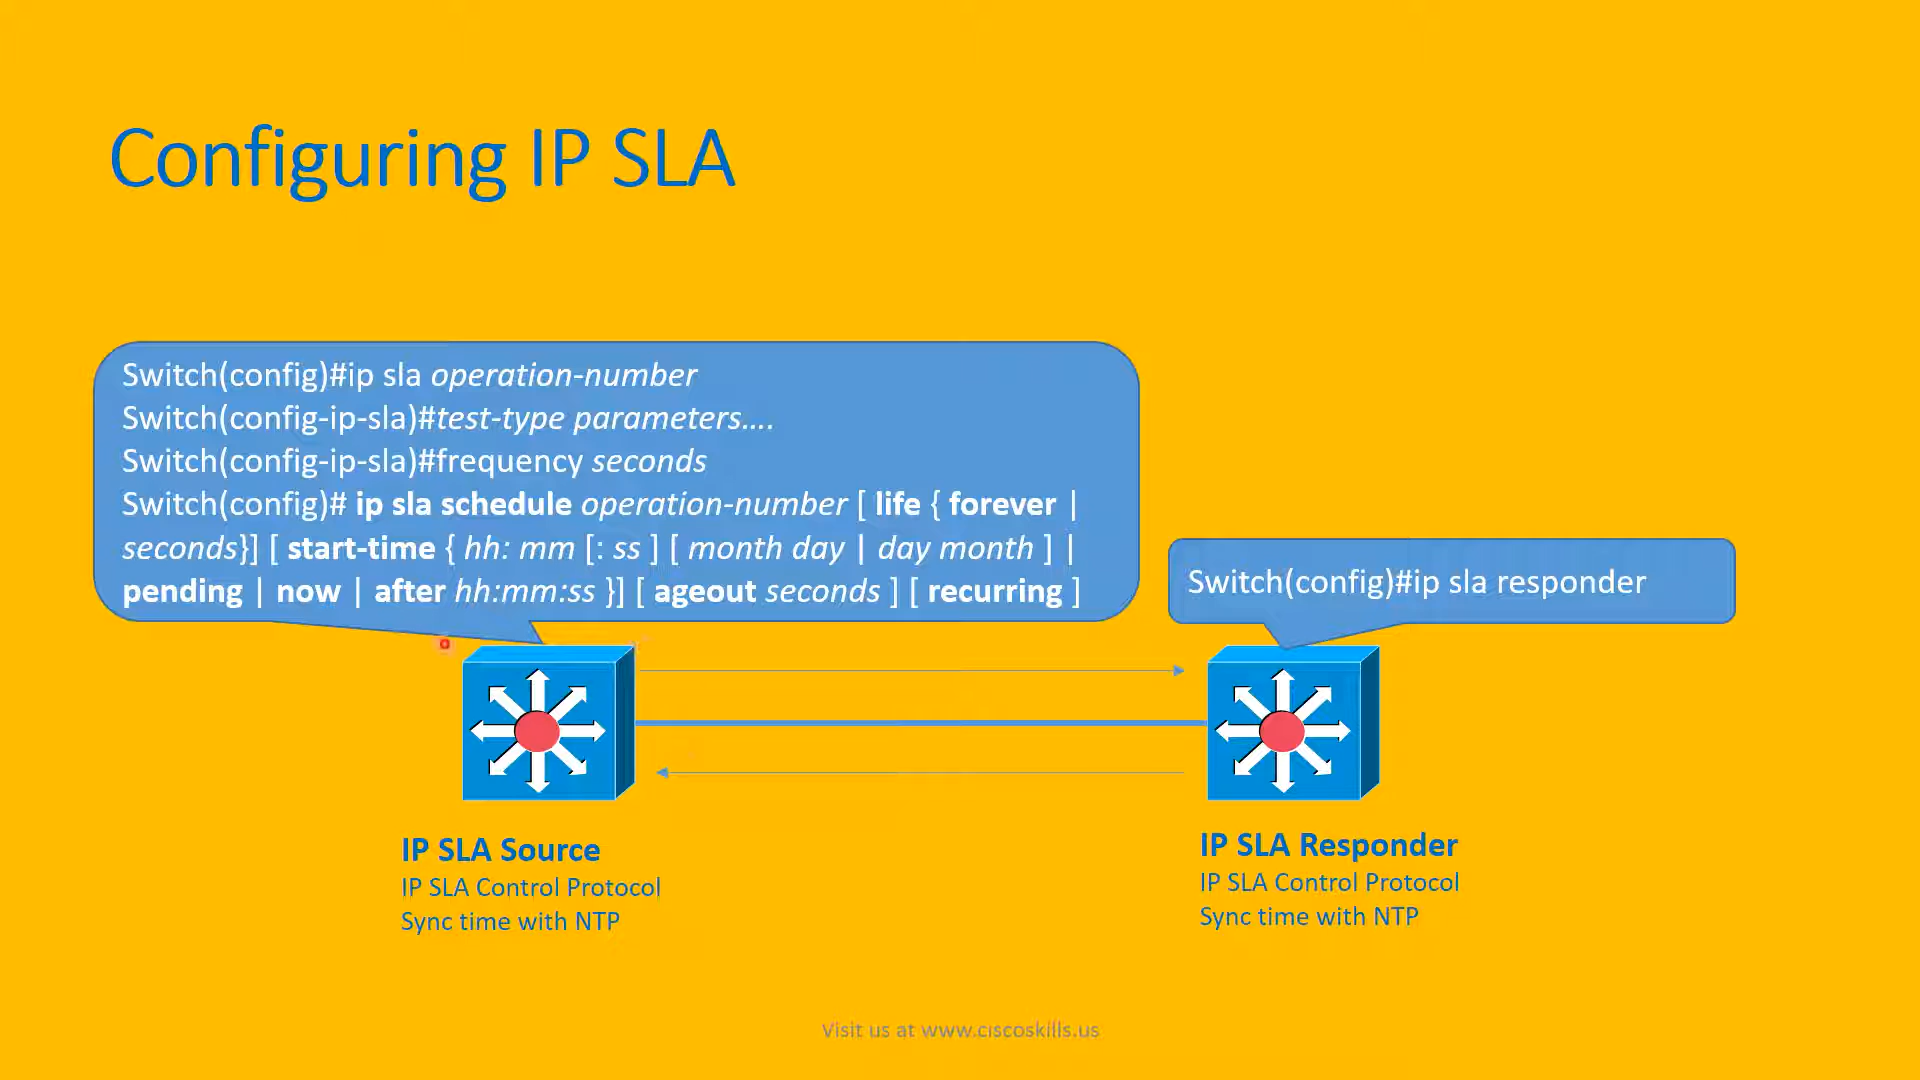 Configuring IP SLA
Switch(config)#ip sla operation-number
Switch(config-ip-sla)#test-type parameters....
Switch(config-ip-sla)#frequency seconds
Switch(config)# ip sla schedule operation-number [ life { forever |
seconds}] [ start-time { hh: mm [: ss ] [ month day | day month ] |
pending | now | after hh:mm:ss }] [ ageout seconds ] [ recurring ]
Switch(config)#ip sla responder
IP SLA Source
IP SLA Control Protocol
Sync time with NTP
IP SLA Responder
IP SLA Control Protocol
Sync time with NTP
Visit us at www.ciscoskills.us